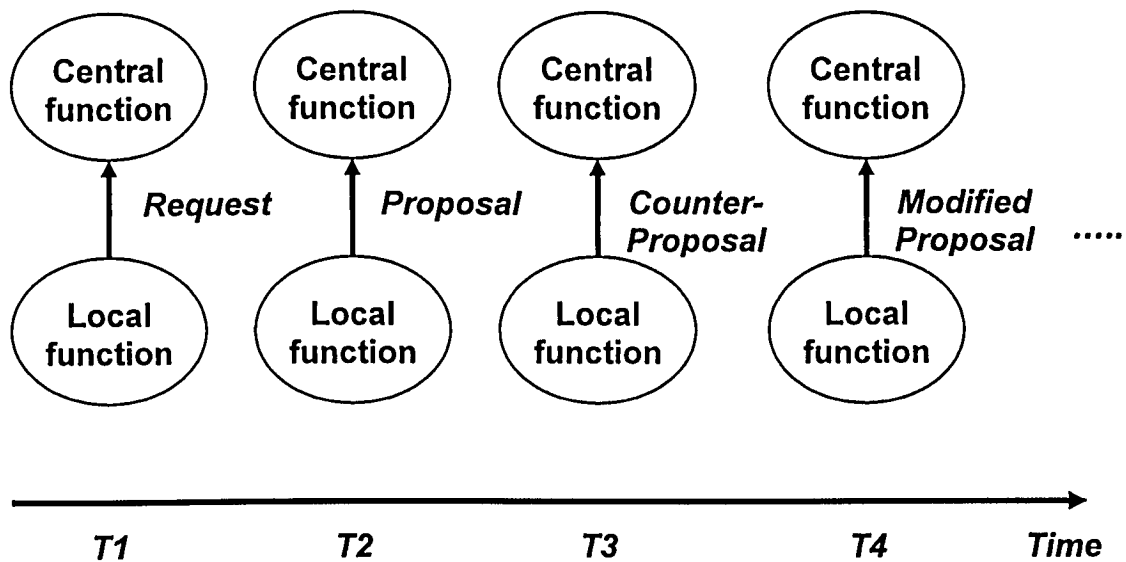 Central
function
Central
function
Central
function
Central
function
Request
Proposal
Counter-
Proposal
Modified
Proposal
.....
Local
function
Local
function
Local
function
Local
function
T1
T2
T3
T4
Time